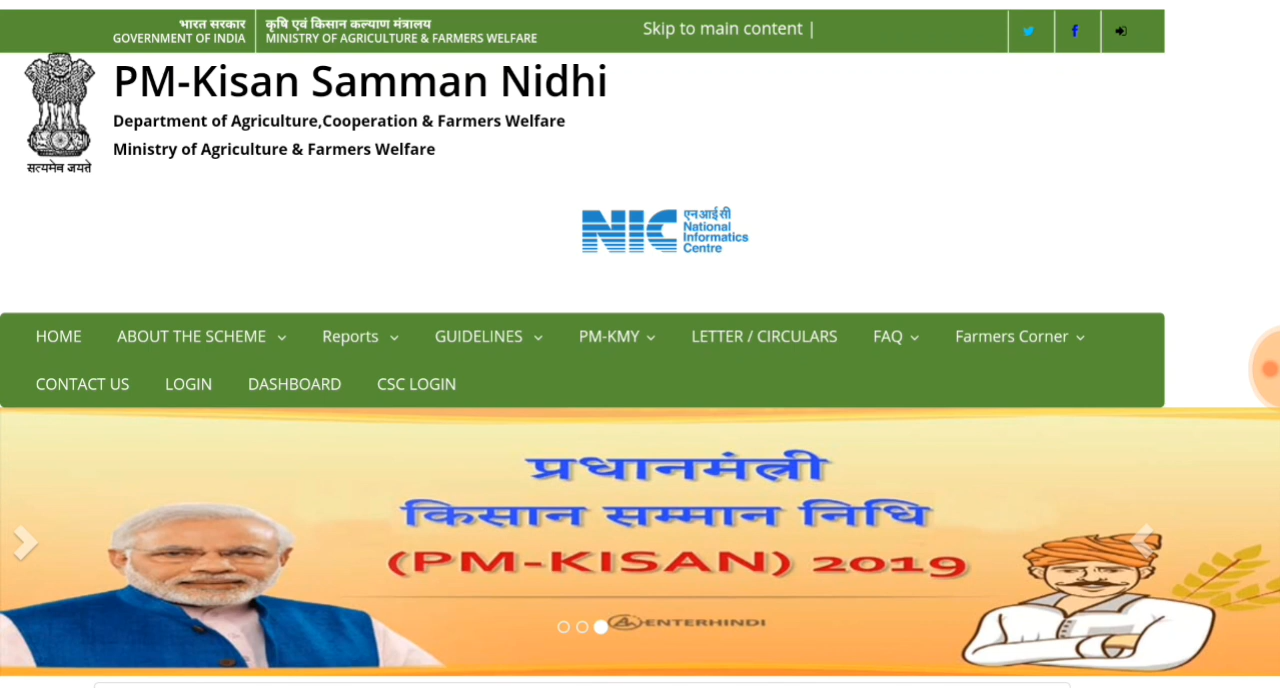 भारत सरकार
GOVERNMENT OF INDIA
कृषि एवं किसान कल्याण मंत्रालय
MINISTRY OF AGRICULTURE & FARMERS WELFARE
Skip to main content |
PM-Kisan Samman Nidhi
Department of Agriculture,Cooperation & Farmers Welfare
Ministry of Agriculture & Farmers Welfare
सत्यमेव जयते
NIC
एन आई सी
National
Informatics
Centre
HOME ABOUT THE SCHEME Reports GUIDELINES PM-KMY LETTER / CIRCULARS FAQ Farmers Corner
CONTACT US LOGIN DASHBOARD CSC LOGIN
प्रधानमंत्री
किसान सम्मान निधि
(PM-KISAN) 2019
ENTERHINDI